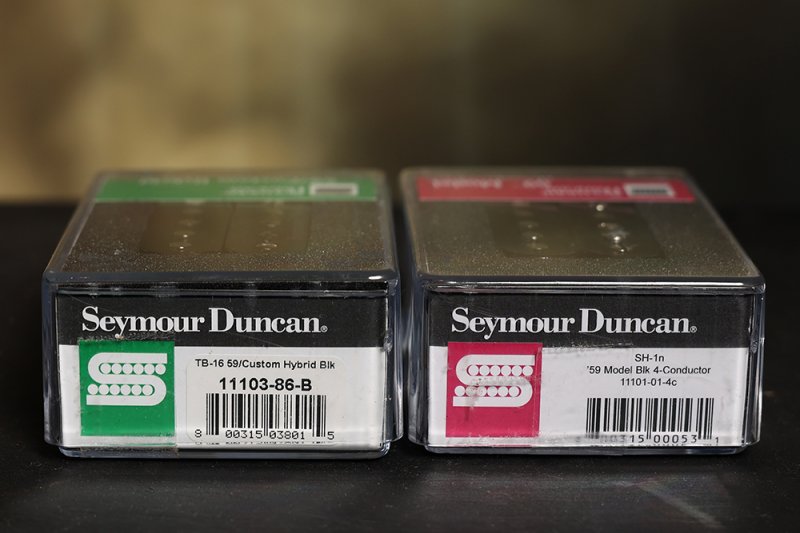 Seymour Duncan®
TB-16 59/Custom Hybrid Blk
11103-86-B
8 00315 03801 5
Seymour Duncan®
SH-1n
'59 Model Blk 4-Conductor
11101-01-4c
00315 00053 1